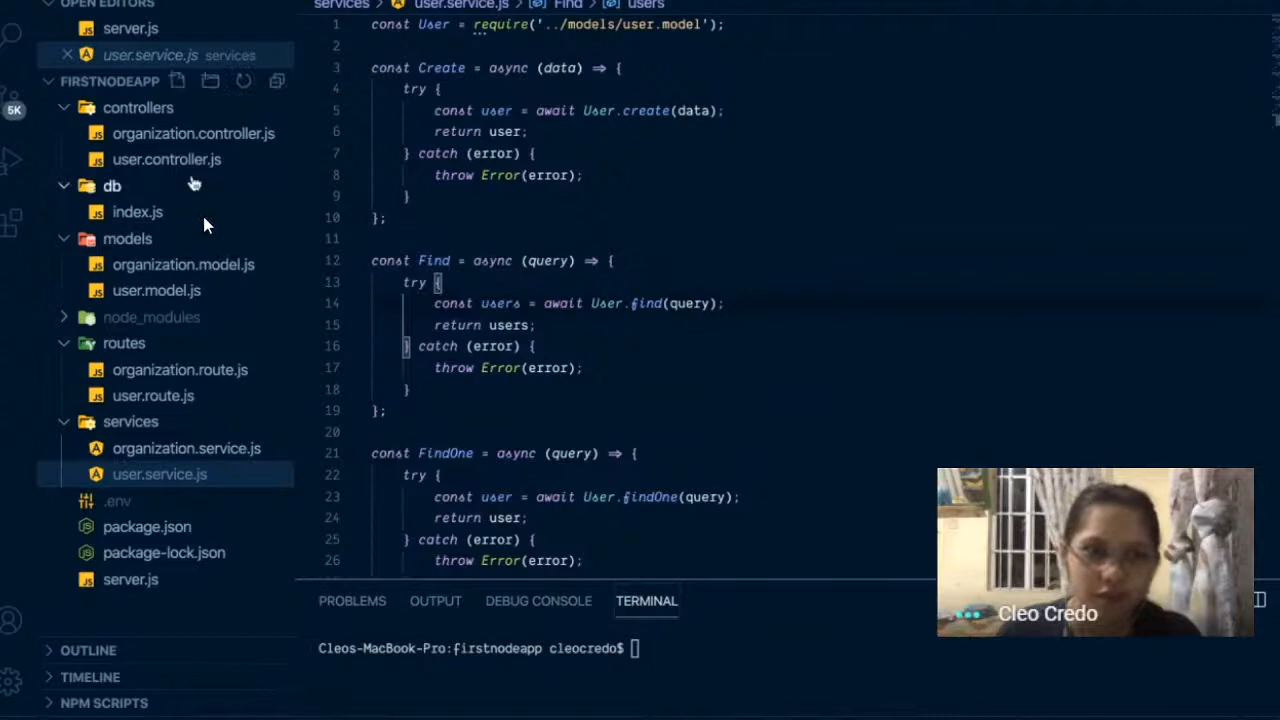 OPEN EDITORS
server.js
user.service.js services
FIRSTNODEAPP
5K
controllers
organization.controller.js
user.controller.js
db
index.js
models
organization.model.js
user.model.js
node_modules
routes
organization.route.js
user.route.js
services
organization.service.js
user.service.js
.env
package.json
package-lock.json
server.js
OUTLINE
TIMELINE
NPM SCRIPTS
services > user.service.js > Find > users
1 const User = require('../models/user.model');
2
3 const Create = async (data) => {
4 try {
5 const user = await User.create(data);
6 return user;
7 } catch (error) {
8 throw Error(error);
9 }
10 };
11
12 const Find = async (query) => {
13 try {
14 const users = await User.find(query);
15 return users;
16 } catch (error) {
17 throw Error(error);
18 }
19 };
20
21 const FindOne = async (query) => {
22 try {
23 const user = await User.findOne(query);
24 return user;
25 } catch (error) {
26 throw Error(error);
PROBLEMS OUTPUT DEBUG CONSOLE TERMINAL
Cleos-MacBook-Pro:firstnodeapp cleocredo$
Cleo Credo